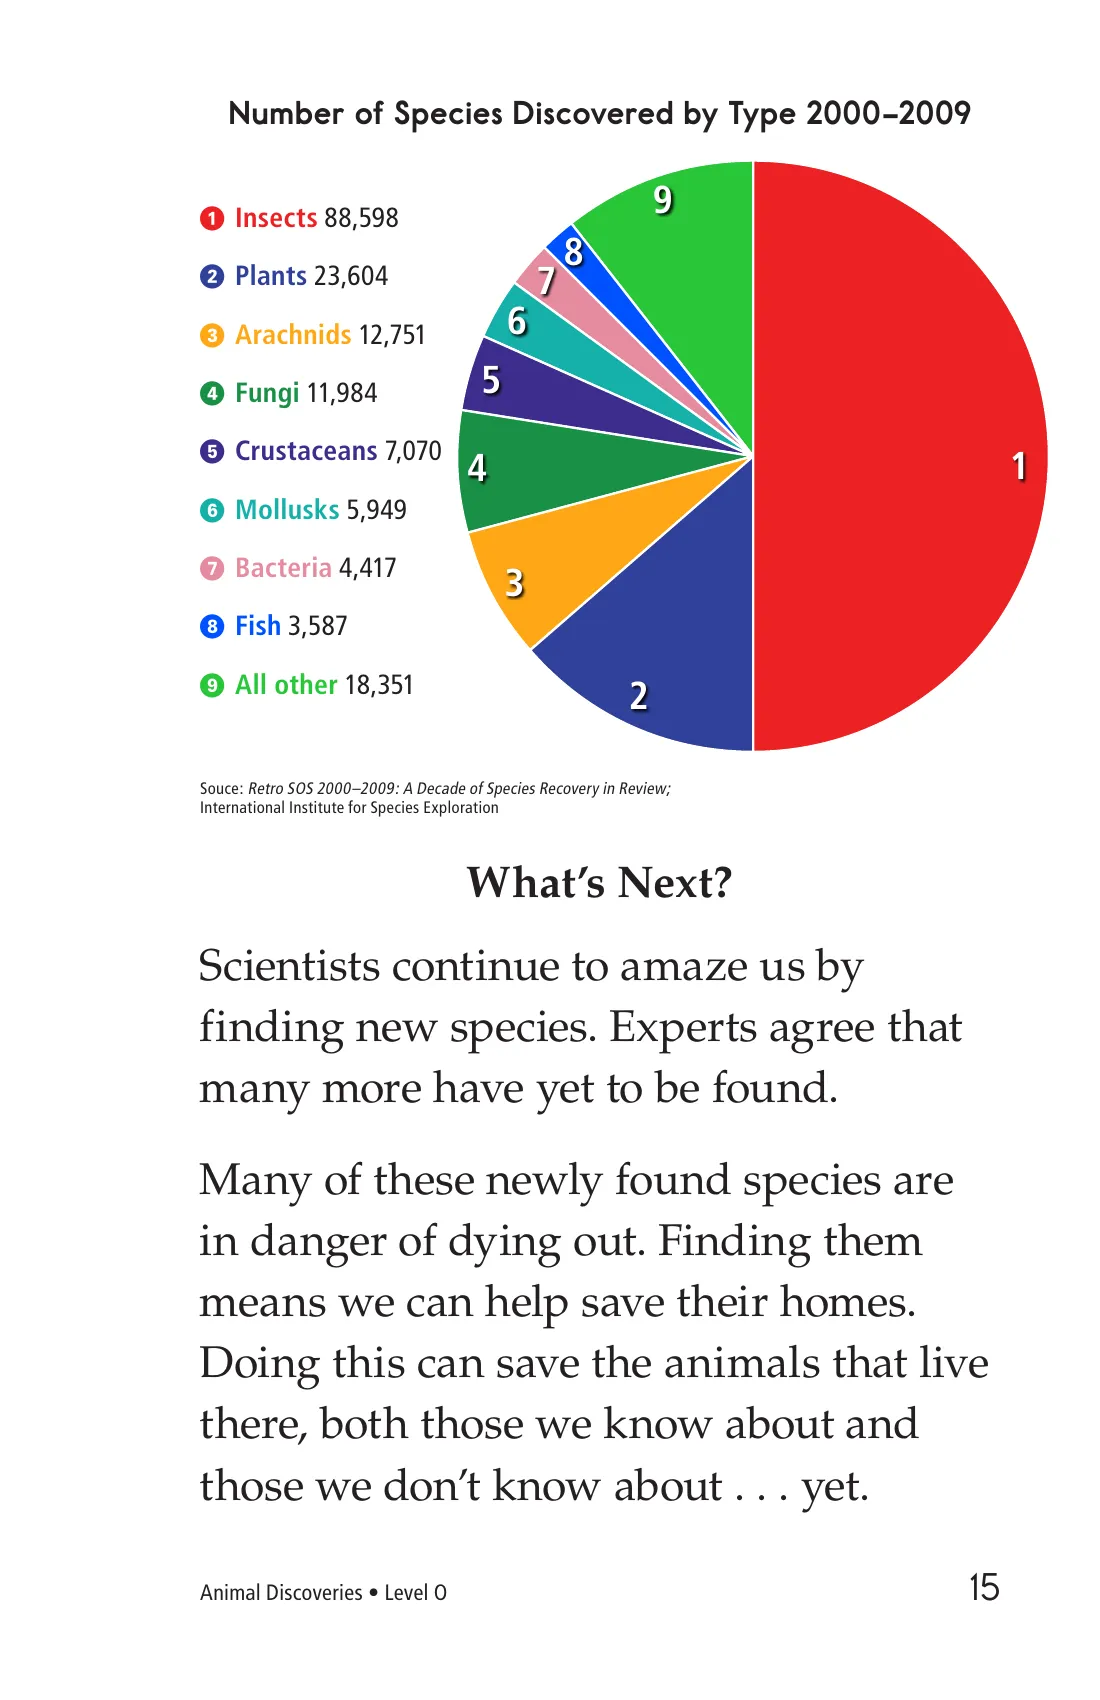 Number of Species Discovered by Type 2000–2009
1 Insects 88,598
2 Plants 23,604
3 Arachnids 12,751
4 Fungi 11,984
5 Crustaceans 7,070
6 Mollusks 5,949
7 Bacteria 4,417
8 Fish 3,587
9 All other 18,351
9
8
7
6
5
4
3
2
1
Souce: Retro SOS 2000–2009: A Decade of Species Recovery in Review;
International Institute for Species Exploration
What’s Next?
Scientists continue to amaze us by
finding new species. Experts agree that
many more have yet to be found.
Many of these newly found species are
in danger of dying out. Finding them
means we can help save their homes.
Doing this can save the animals that live
there, both those we know about and
those we don’t know about . . . yet.
Animal Discoveries • Level O
15